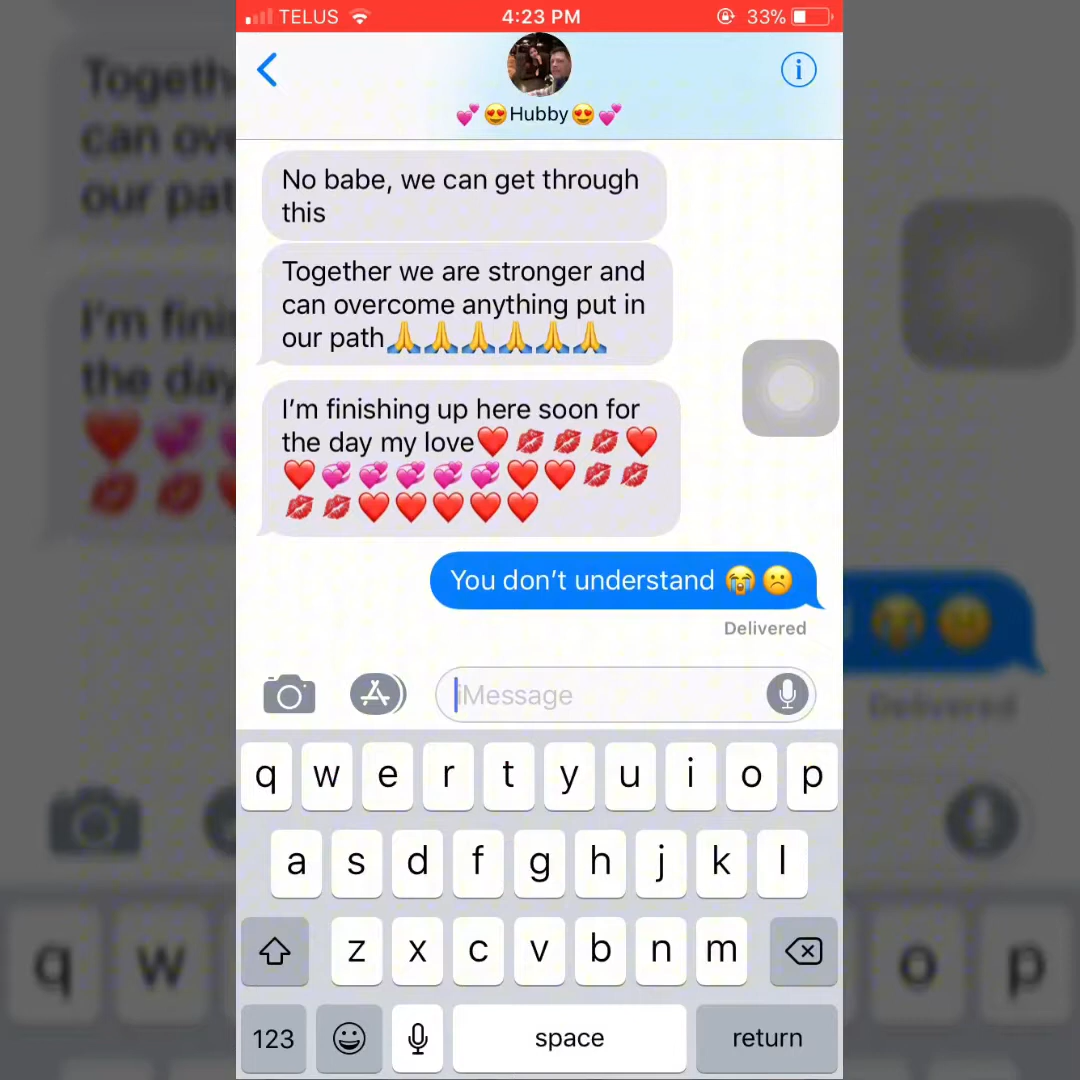 TELUS 4:23 PM 33%
💕😍Hubby😍💕
No babe, we can get through
this
Together we are stronger and
can overcome anything put in
our path🙏🙏🙏🙏🙏🙏
I'm finishing up here soon for
the day my love❤️💋💋💋❤️
❤️💞💞💞💞💞❤️❤️💋💋
💋💋❤️❤️❤️❤️❤️
You don't understand 😭☹️
Delivered
iMessage
q w e r t y u i o p
a s d f g h j k l
z x c v b n m
123 space return